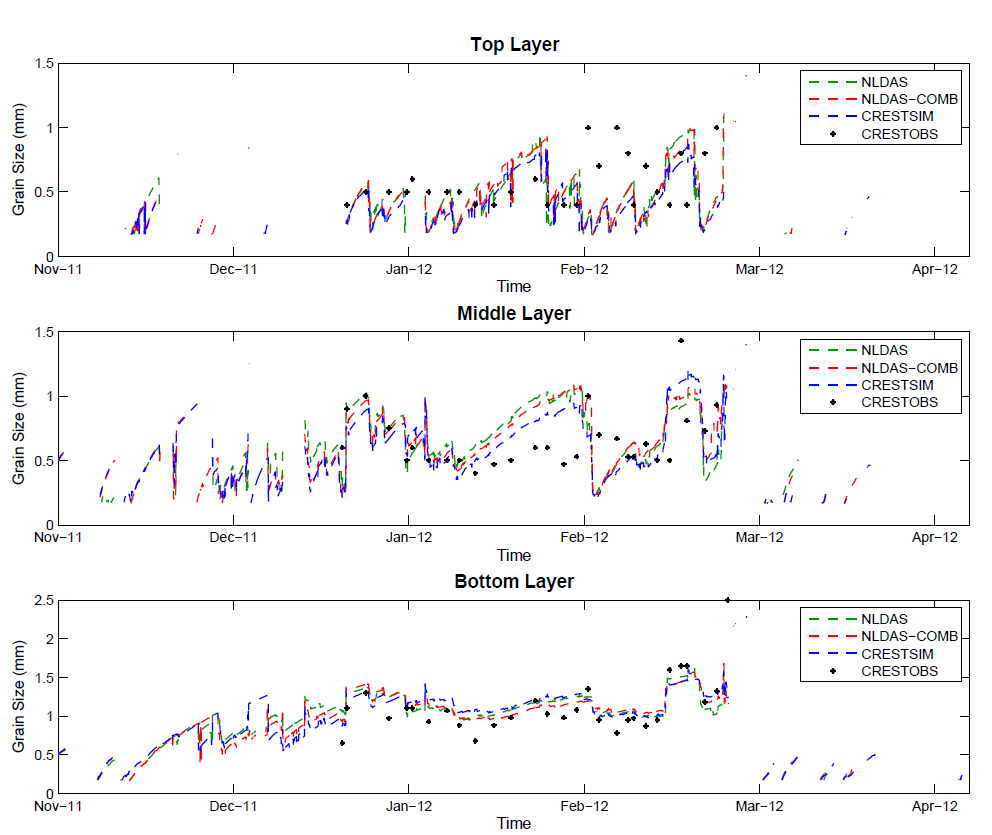 Top Layer
Grain Size (mm)
1.5
1
0.5
0
Nov-11
Dec-11
Jan-12
Feb-12
Mar-12
Apr-12
Time
NLDAS
NLDAS-COMB
CRESTSIM
CRESTOBS
Middle Layer
Grain Size (mm)
1.5
1
0.5
0
Nov-11
Dec-11
Jan-12
Feb-12
Mar-12
Apr-12
Time
NLDAS
NLDAS-COMB
CRESTSIM
CRESTOBS
Bottom Layer
Grain Size (mm)
2.5
2
1.5
1
0.5
0
Nov-11
Dec-11
Jan-12
Feb-12
Mar-12
Apr-12
Time
NLDAS
NLDAS-COMB
CRESTSIM
CRESTOBS